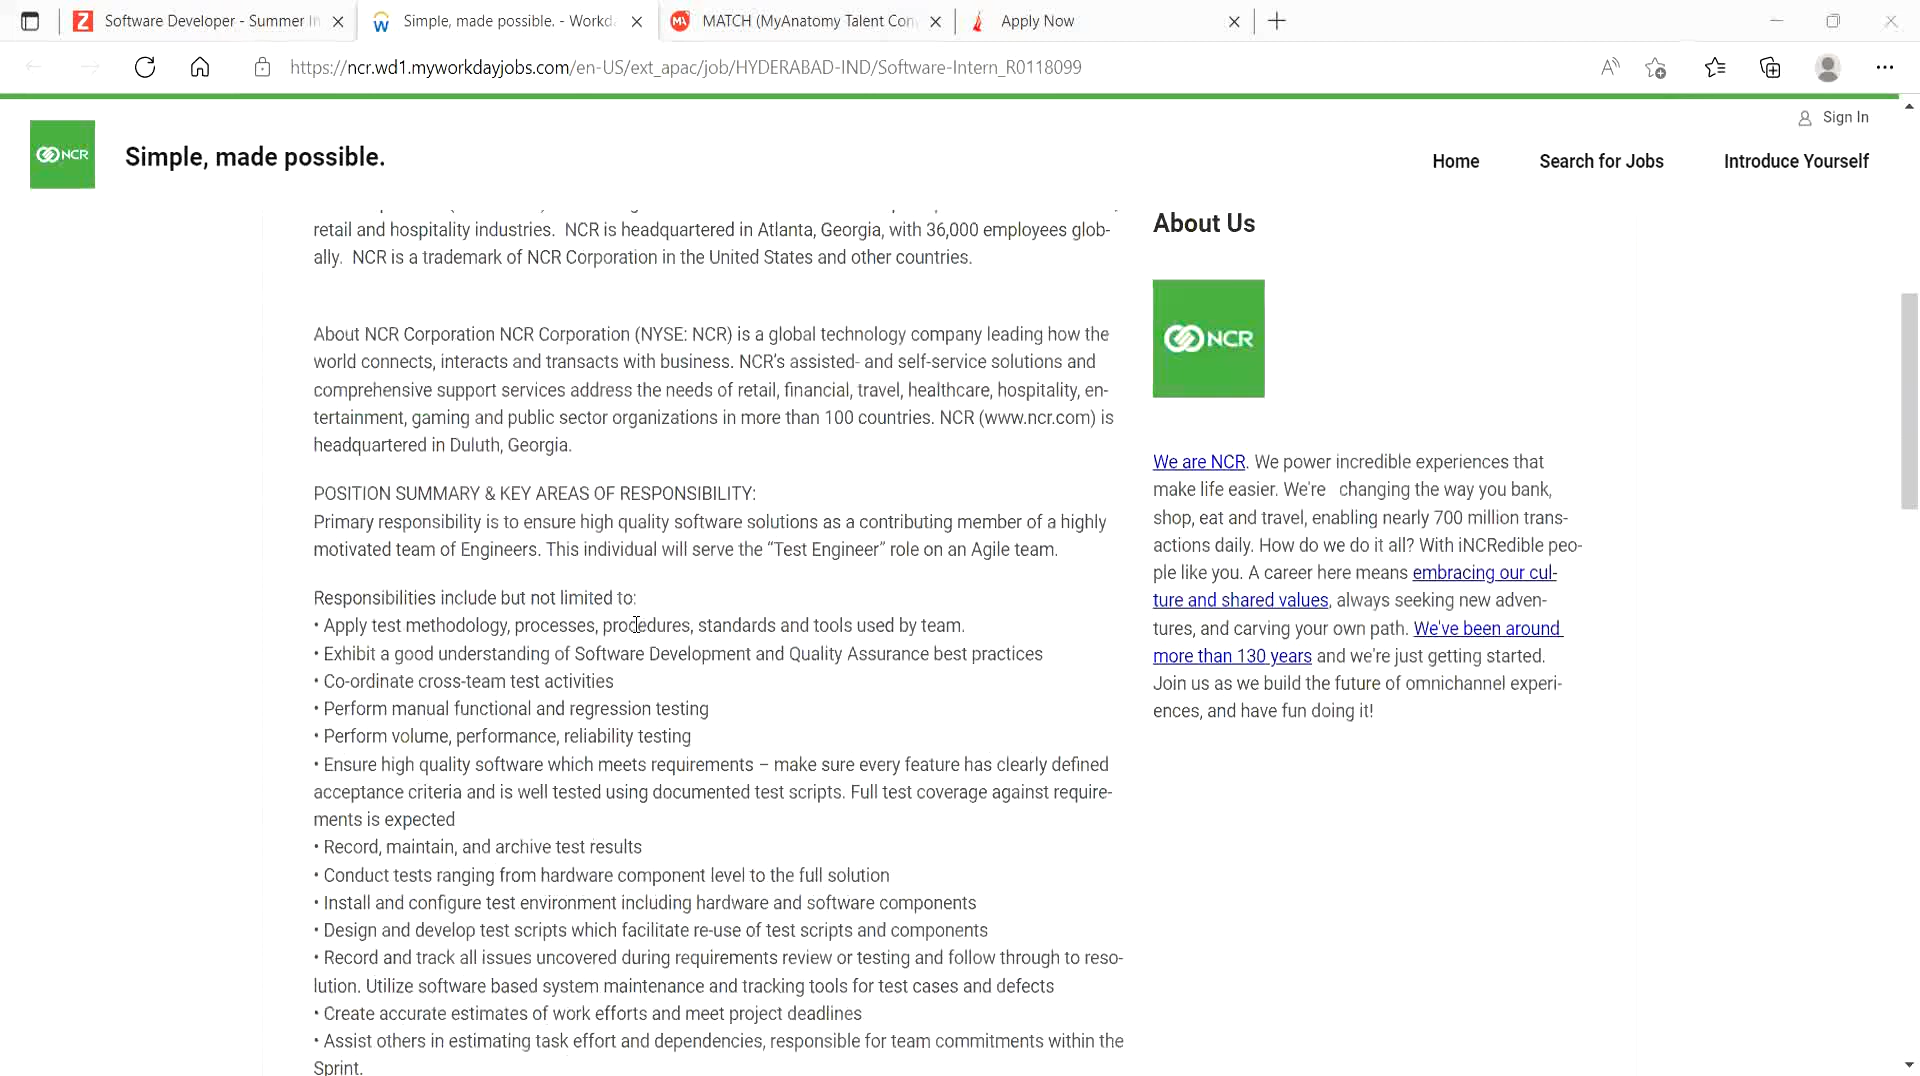 Software Developer - Summer In
Simple, made possible. - Workd
MATCH (MyAnatomy Talent Con
Apply Now
https://ncr.wd1.myworkdayjobs.com/en-US/ext_apac/job/HYDERABAD-IND/Software-Intern_R0118099
Sign In
NCR
Simple, made possible.
Home
Search for Jobs
Introduce Yourself
retail and hospitality industries.  NCR is headquartered in Atlanta, Georgia, with 36,000 employees glob-
ally.  NCR is a trademark of NCR Corporation in the United States and other countries.
About NCR Corporation NCR Corporation (NYSE: NCR) is a global technology company leading how the
world connects, interacts and transacts with business. NCR's assisted- and self-service solutions and
comprehensive support services address the needs of retail, financial, travel, healthcare, hospitality, en-
tertainment, gaming and public sector organizations in more than 100 countries. NCR (www.ncr.com) is
headquartered in Duluth, Georgia.
POSITION SUMMARY & KEY AREAS OF RESPONSIBILITY:
Primary responsibility is to ensure high quality software solutions as a contributing member of a highly
motivated team of Engineers. This individual will serve the “Test Engineer” role on an Agile team.
Responsibilities include but not limited to:
• Apply test methodology, processes, procedures, standards and tools used by team.
• Exhibit a good understanding of Software Development and Quality Assurance best practices
• Co-ordinate cross-team test activities
• Perform manual functional and regression testing
• Perform volume, performance, reliability testing
• Ensure high quality software which meets requirements – make sure every feature has clearly defined
acceptance criteria and is well tested using documented test scripts. Full test coverage against require-
ments is expected
• Record, maintain, and archive test results
• Conduct tests ranging from hardware component level to the full solution
• Install and configure test environment including hardware and software components
• Design and develop test scripts which facilitate re-use of test scripts and components
• Record and track all issues uncovered during requirements review or testing and follow through to reso-
lution. Utilize software based system maintenance and tracking tools for test cases and defects
• Create accurate estimates of work efforts and meet project deadlines
• Assist others in estimating task effort and dependencies, responsible for team commitments within the
Sprint.
About Us
NCR
We are NCR. We power incredible experiences that
make life easier. We're   changing the way you bank,
shop, eat and travel, enabling nearly 700 million trans-
actions daily. How do we do it all? With iNCRedible peo-
ple like you. A career here means embracing our cul-
ture and shared values, always seeking new adven-
tures, and carving your own path. We've been around
more than 130 years and we're just getting started.
Join us as we build the future of omnichannel experi-
ences, and have fun doing it!